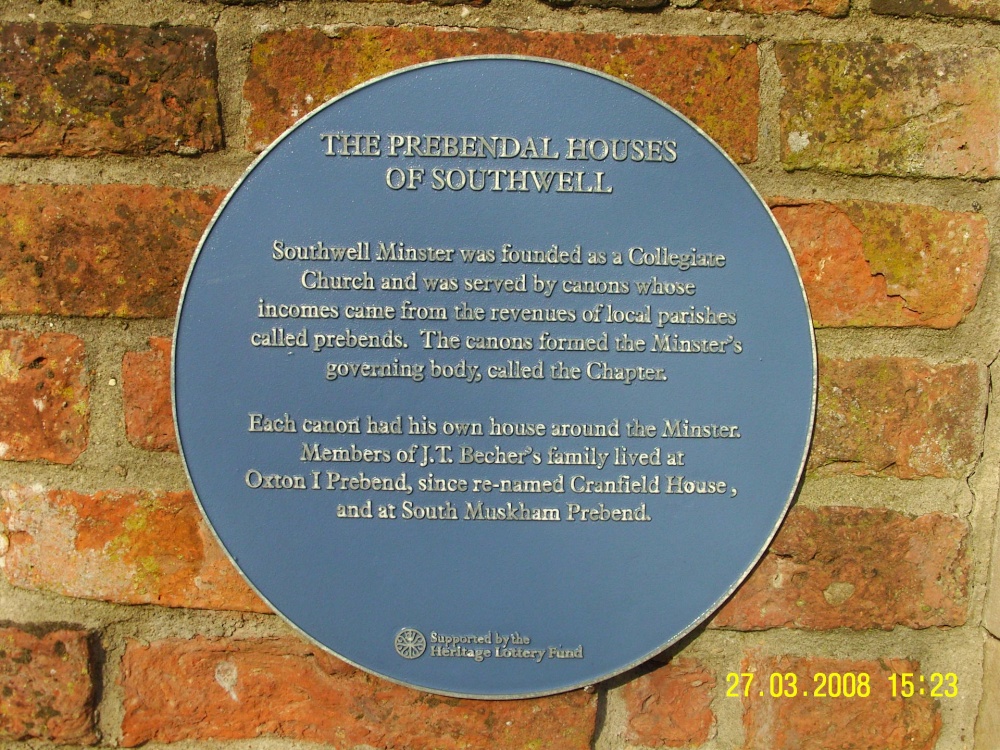 THE PREBENDAL HOUSES
OF SOUTHWELL
Southwell Minster was founded as a Collegiate
Church and was served by canons whose
incomes came from the revenues of local parishes
called prebends. The canons formed the Minster's
governing body, called the Chapter.
Each canon had his own house around the Minster.
Members of J.T. Becher's family lived at
Oxton I Prebend, since re-named Cranfield House,
and at South Muskham Prebend.
Supported by the
Heritage Lottery Fund
27.03.2008 15:23